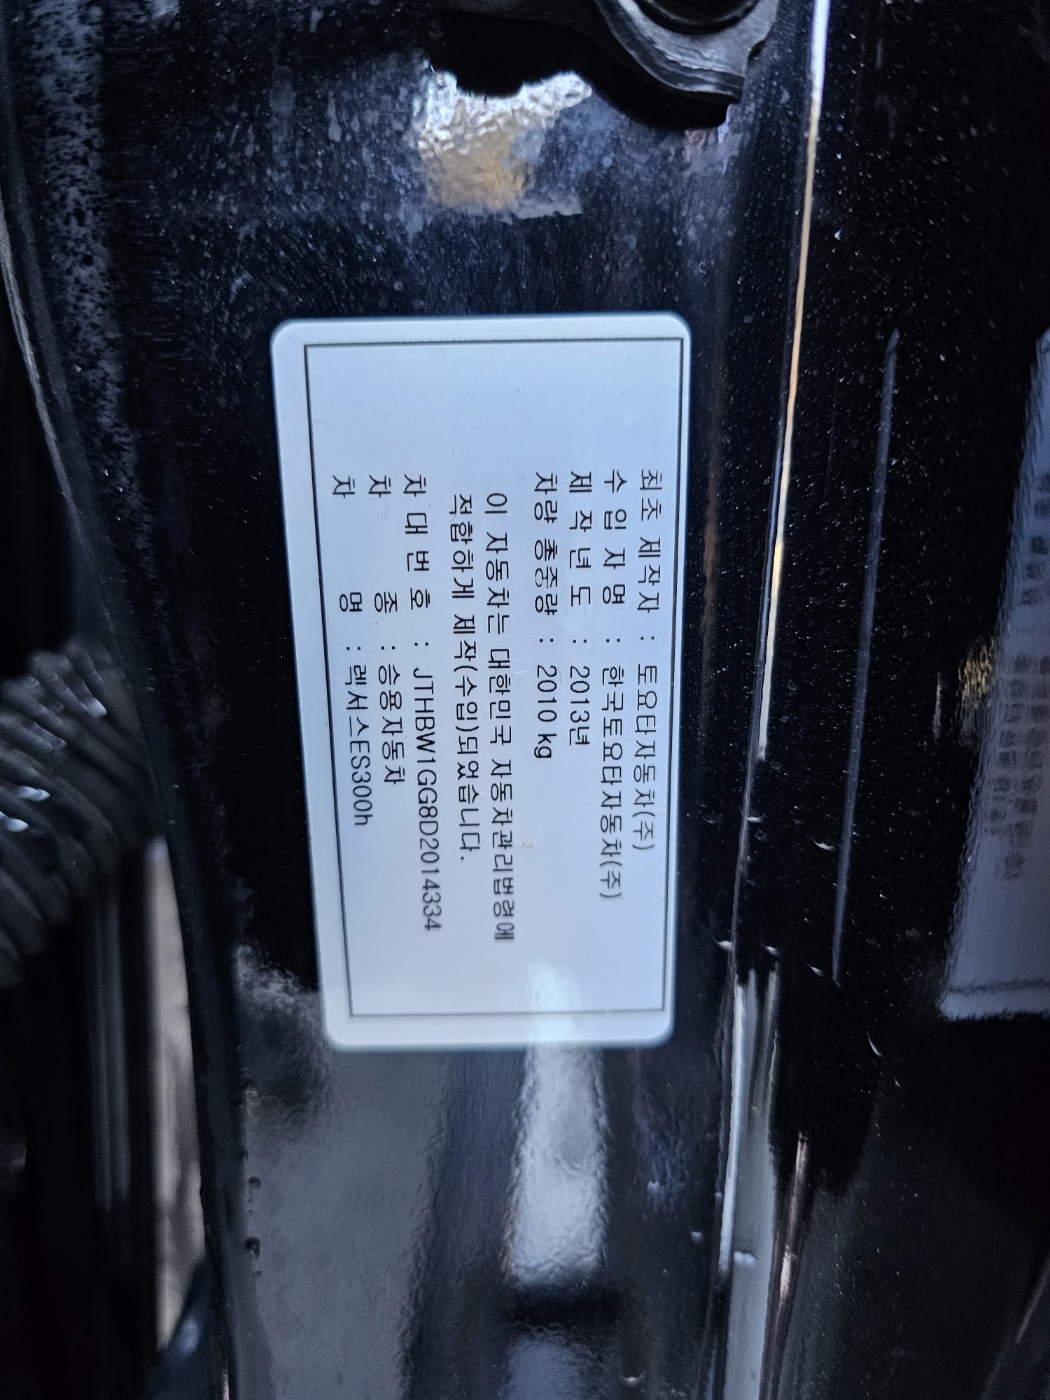 최초 제작자 : 토요타자동차(주)
수 입 자 명 : 한국토요타자동차(주)
제 작 년 도 : 2013년
차량 총중량 : 2010 kg
이 자동차는 대한민국 자동차관리법령에
적합하게 제작(수입)되었습니다.
차 대 번 호 : JTHBW1GG8D2014334
차 종 : 승용자동차
차 명 : 렉서스ES300h